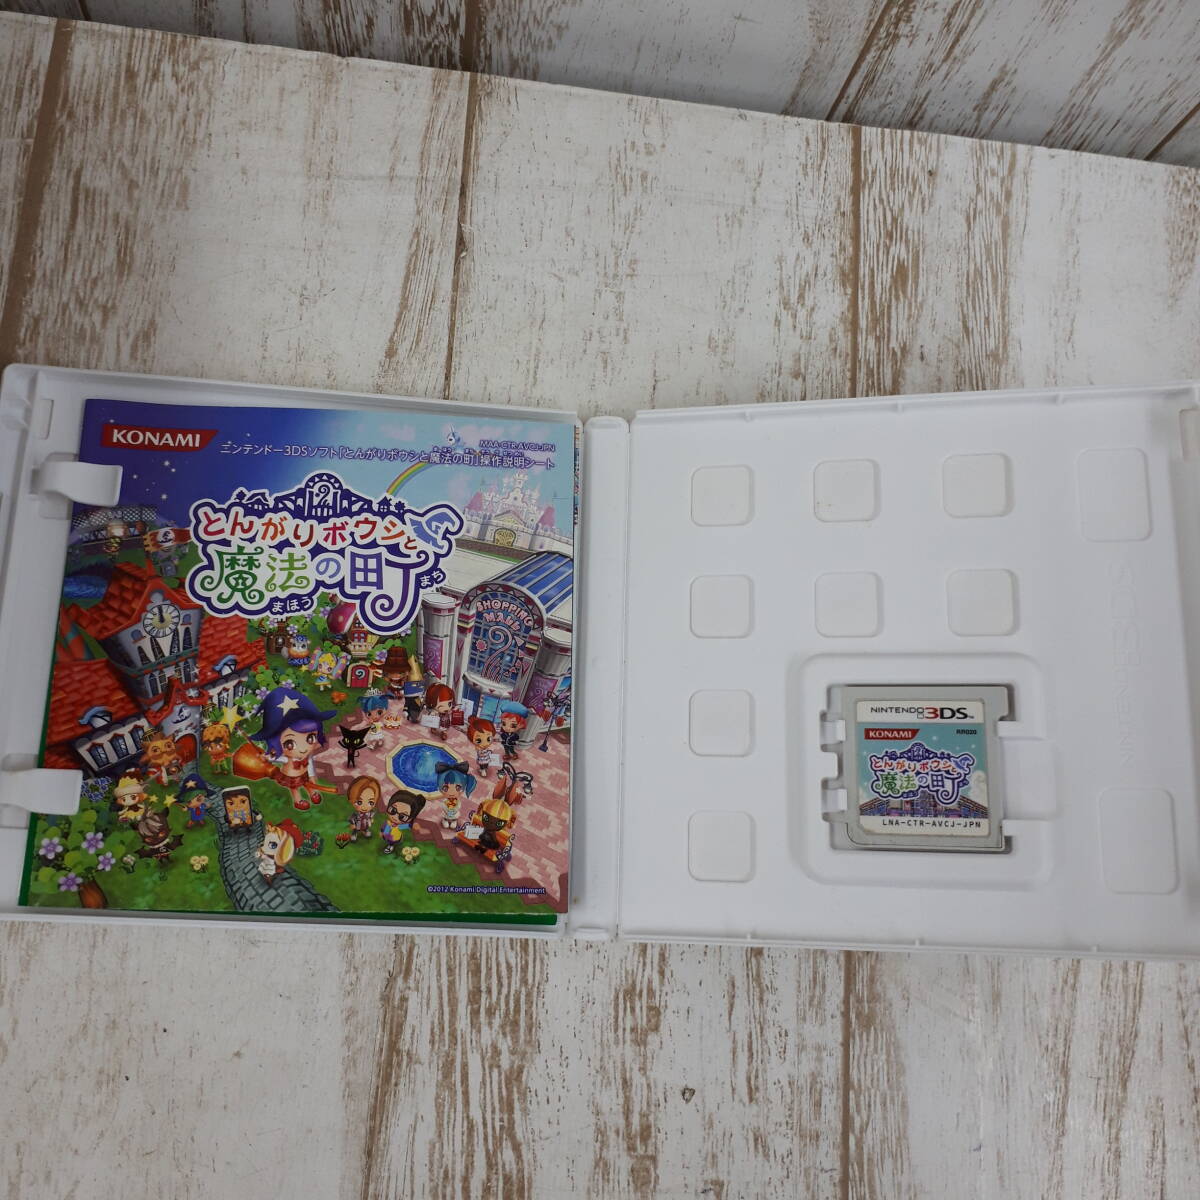 KONAMI
MAA-CTR-AVCJ-JPN
ニンテンドー3DSソフト「とんがりボウシと魔法の町」操作説明シート
とんがりボウシと
魔法の町
まほう
まち
SHOPPING
MALL
©2012 Konami Digital Entertainment
NINTENDO 3DS™
KONAMI
RR020
とんがりボウシと
魔法の町
LNA-CTR-AVCJ-JPN